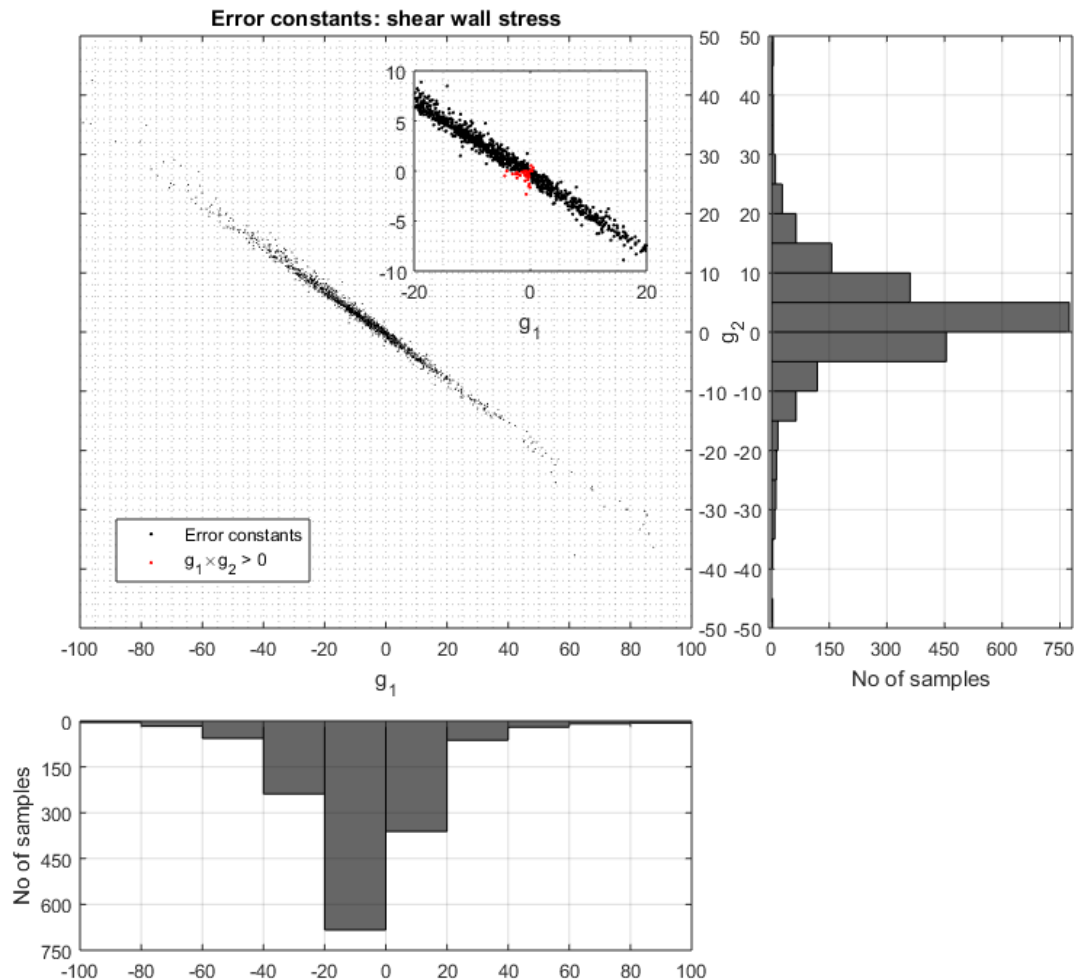 Error constants: shear wall stress
50
40
30
20
10
0
-10
-20
-30
-40
-50
g2
-100 -80 -60 -40 -20 0 20 40 60 80 100
g1
10
5
0
-5
-10
-20 0 20
g1
Error constants
g1×g2 > 0
50
40
30
20
10
0
-10
-20
-30
-40
-50
0 150 300 450 600 750
No of samples
No of samples
0
150
300
450
600
750
-100 -80 -60 -40 -20 0 20 40 60 80 100